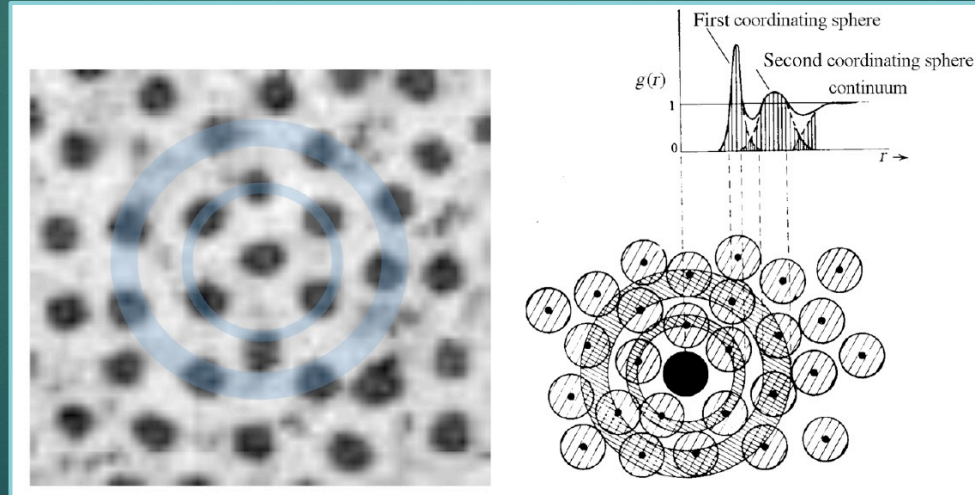 First coordinating sphere
Second coordinating sphere
continuum
g(r)
1
0
r →